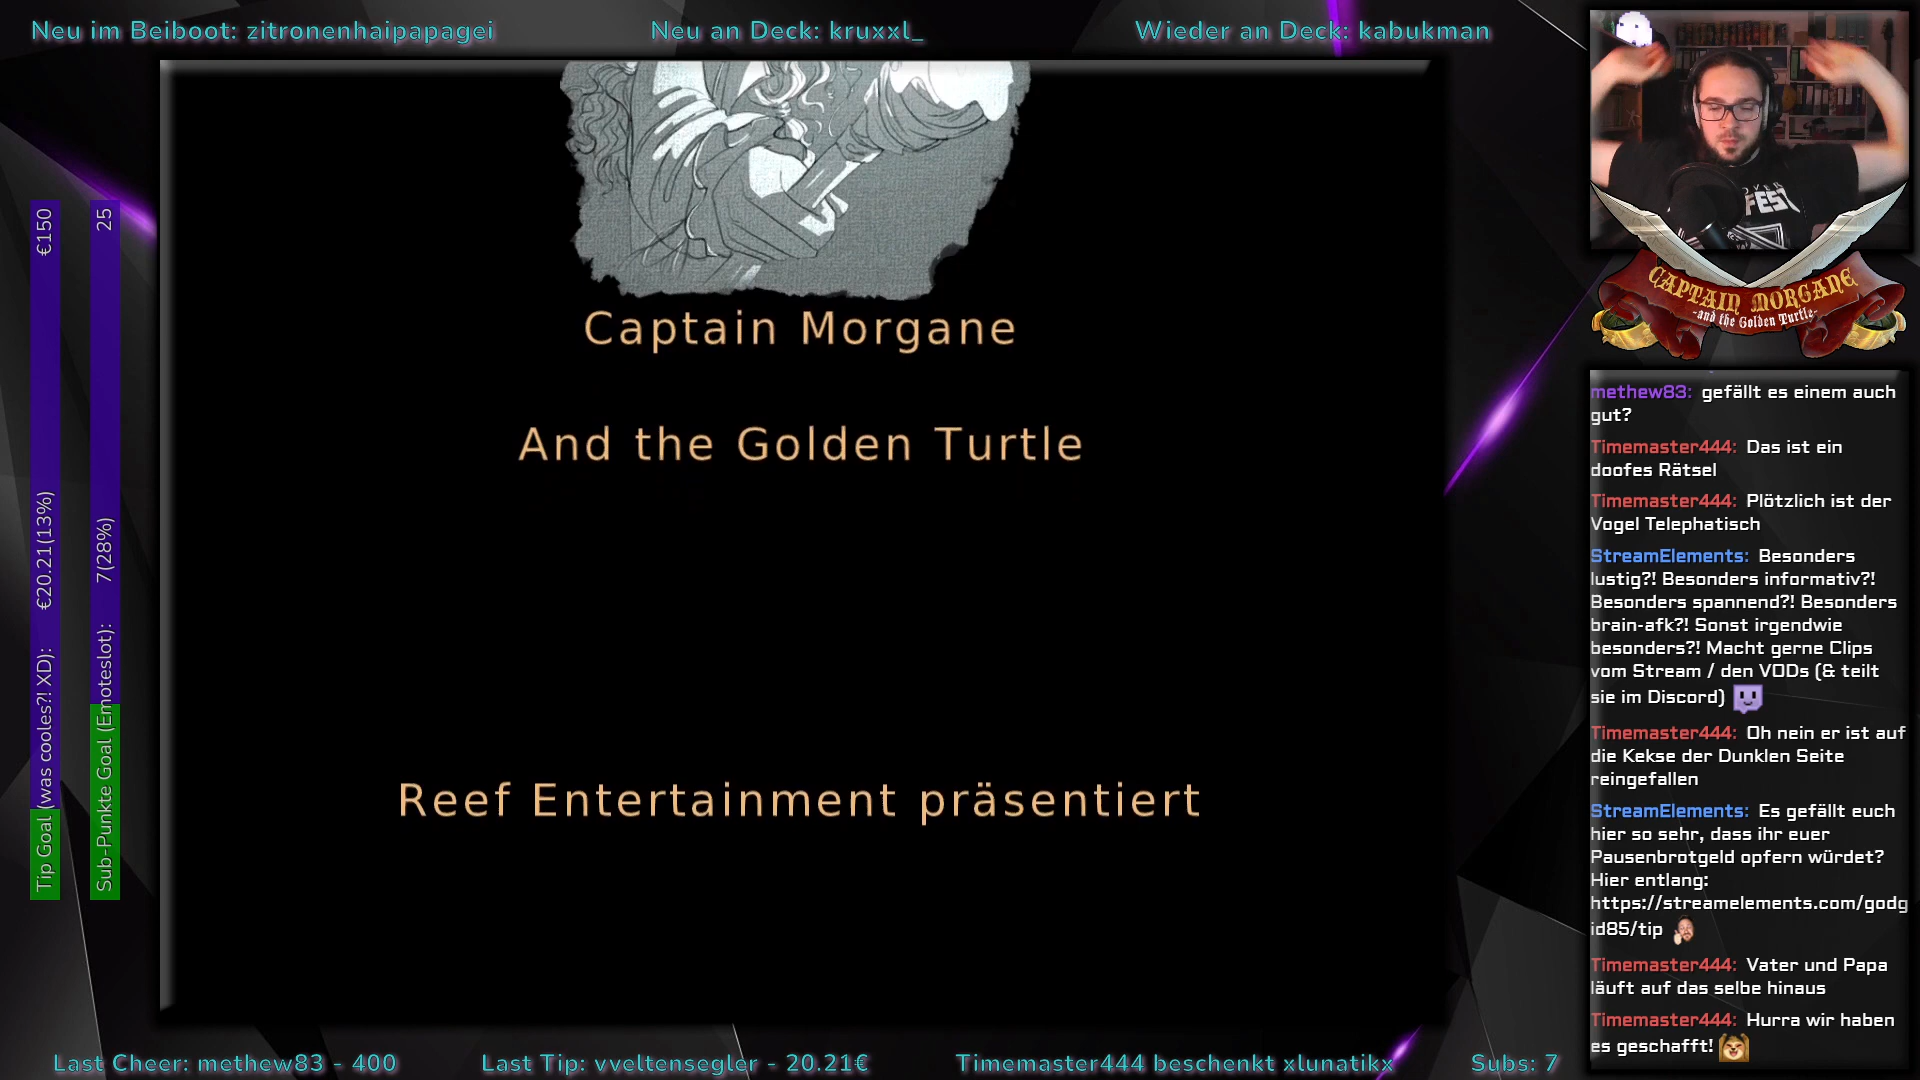 Neu im Beiboot: zitronenhaipapagei
Neu an Deck: kruxxl_
Wieder an Deck: kabukman
€150
25
Tip Goal (was cooles?! XD): €20.21(13%)
Sub-Punkte Goal (Emoteslot): 7(28%)
Captain Morgane
And the Golden Turtle
Reef Entertainment präsentiert
FEST
CAPTAIN MORGANE
-and the Golden Turtle-
methew83: gefällt es einem auch
gut?
Timemaster444: Das ist ein
doofes Rätsel
Timemaster444: Plötzlich ist der
Vogel Telephatisch
StreamElements: Besonders
lustig?! Besonders informativ?!
Besonders spannend?! Besonders
brain-afk?! Sonst irgendwie
besonders?! Macht gerne Clips
vom Stream / den VODs (& teilt
sie im Discord)
Timemaster444: Oh nein er ist auf
die Kekse der Dunklen Seite
reingefallen
StreamElements: Es gefällt euch
hier so sehr, dass ihr euer
Pausenbrotgeld opfern würdet?
Hier entlang:
https://streamelements.com/godg
id85/tip
Timemaster444: Vater und Papa
läuft auf das selbe hinaus
Timemaster444: Hurra wir haben
es geschafft!
Last Cheer: methew83 - 400
Last Tip: vveltensegler - 20.21€
Timemaster444 beschenkt xlunatikx
Subs: 7